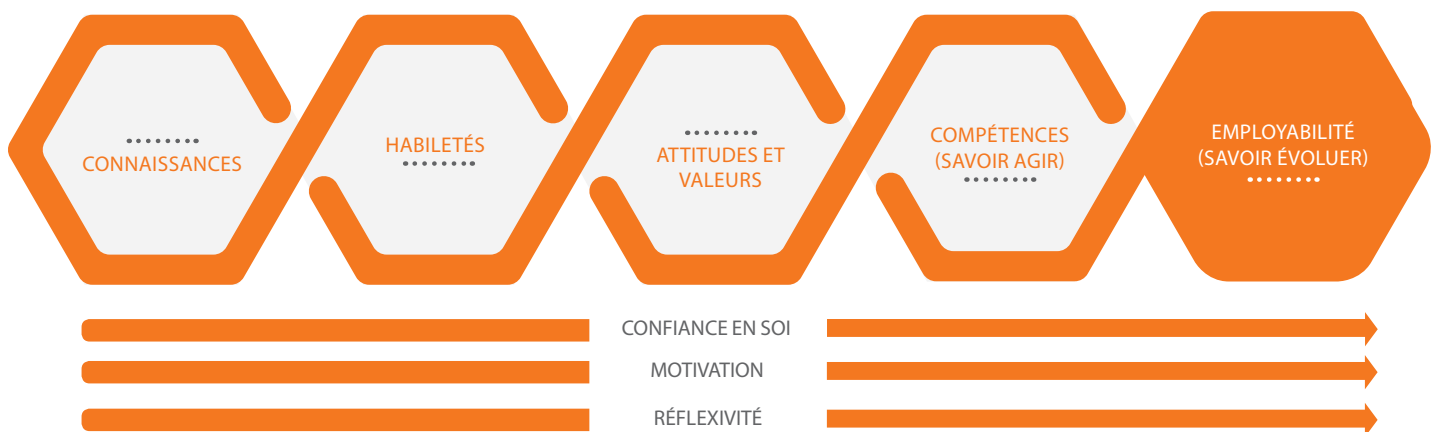 CONNAISSANCES
HABILETÉS
ATTITUDES ET
VALEURS
COMPÉTENCES
(SAVOIR AGIR)
EMPLOYABILITÉ
(SAVOIR ÉVOLUER)
CONFIANCE EN SOI
MOTIVATION
RÉFLEXIVITÉ